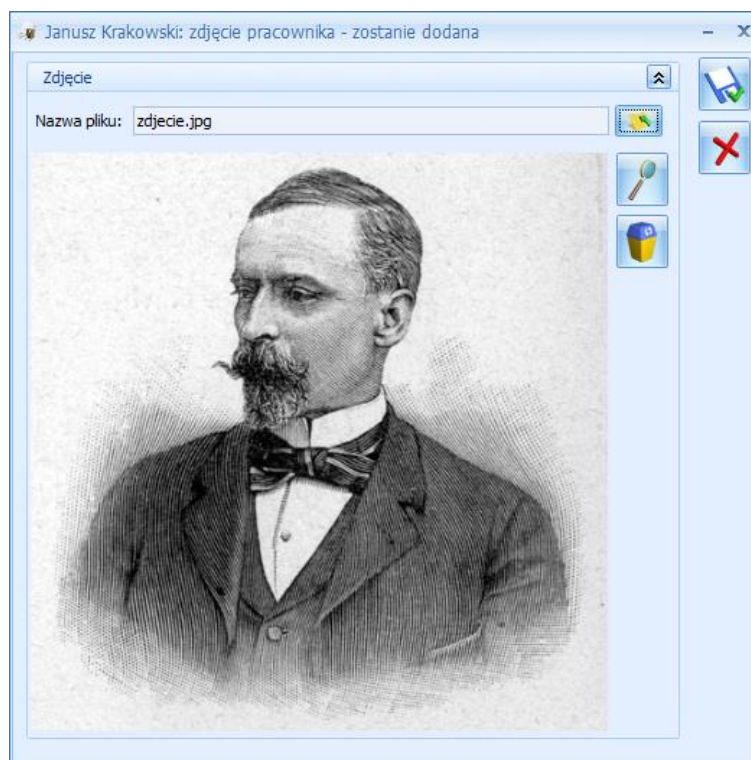 Janusz Krakowski: zdjęcie pracownika - zostanie dodana
Zdjęcie
Nazwa pliku: zdjecie.jpg